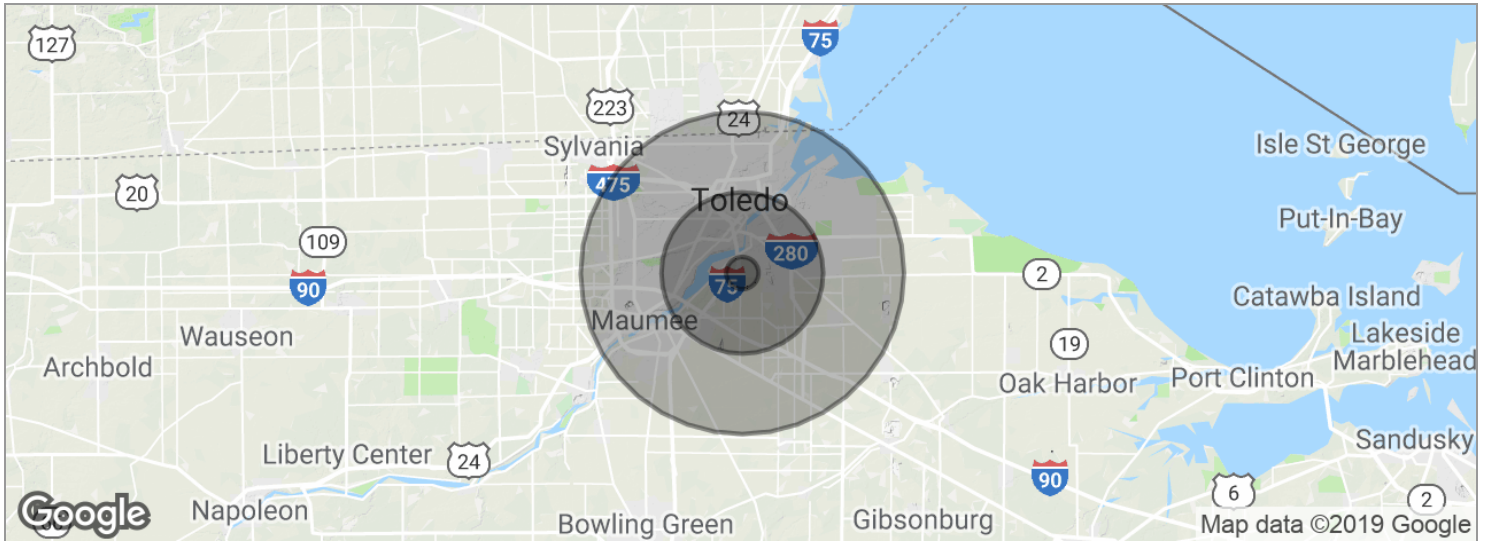 127
75
223
24
Sylvania
Isle St George
475
20
Toledo
Put-In-Bay
109
280
2
90
75
Catawba Island
Maumee
Wauseon
19
Lakeside
Marblehead
Archbold
Oak Harbor
Port Clinton
Liberty Center
24
Sandusky
90
6
2
Napoleon
Google
Bowling Green
Gibsonburg
Map data ©2019 Google